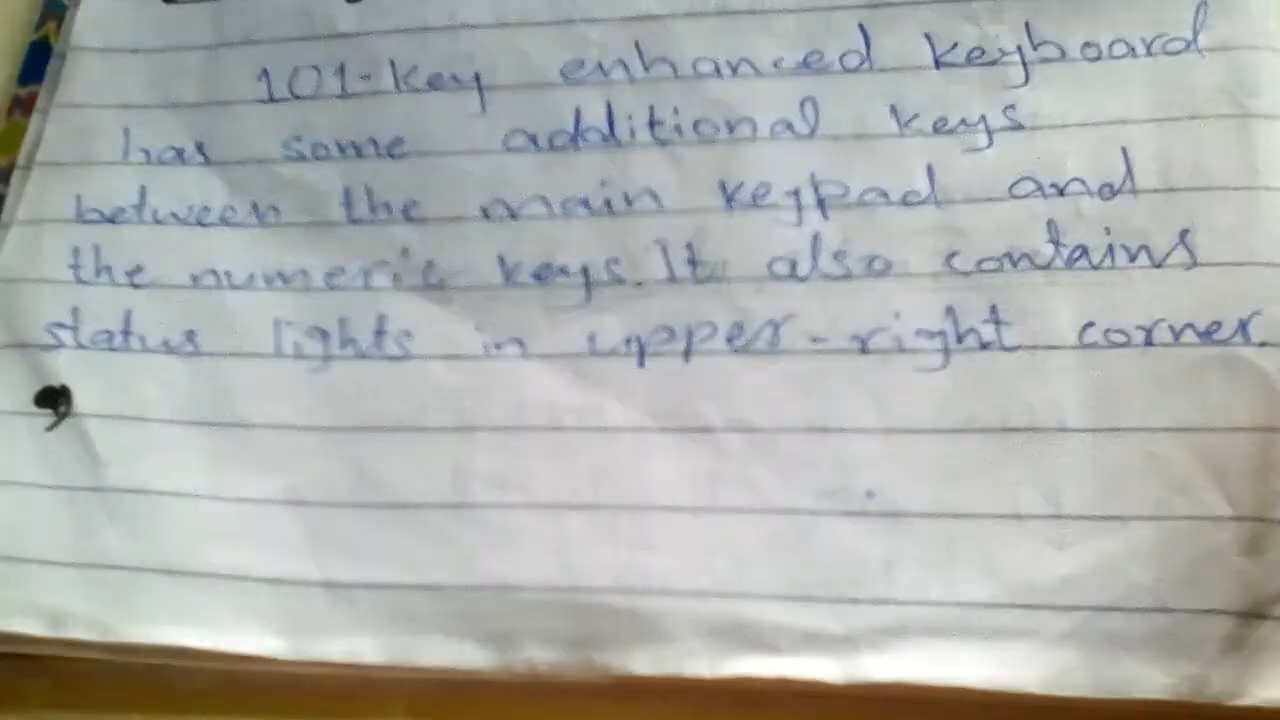 101-key enhanced keyboard
has some additional keys
between the main keypad and
the numeric keys. It also contains
status lights in upper-right corner.